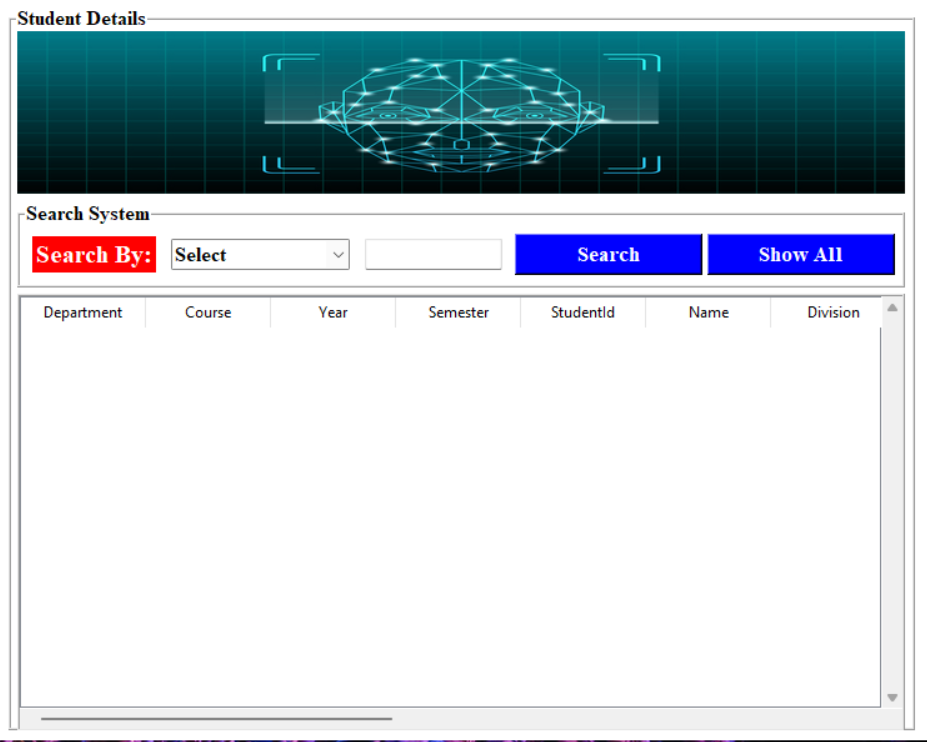 Student Details
Search System
Search By: Select Search Show All
Department Course Year Semester StudentId Name Division